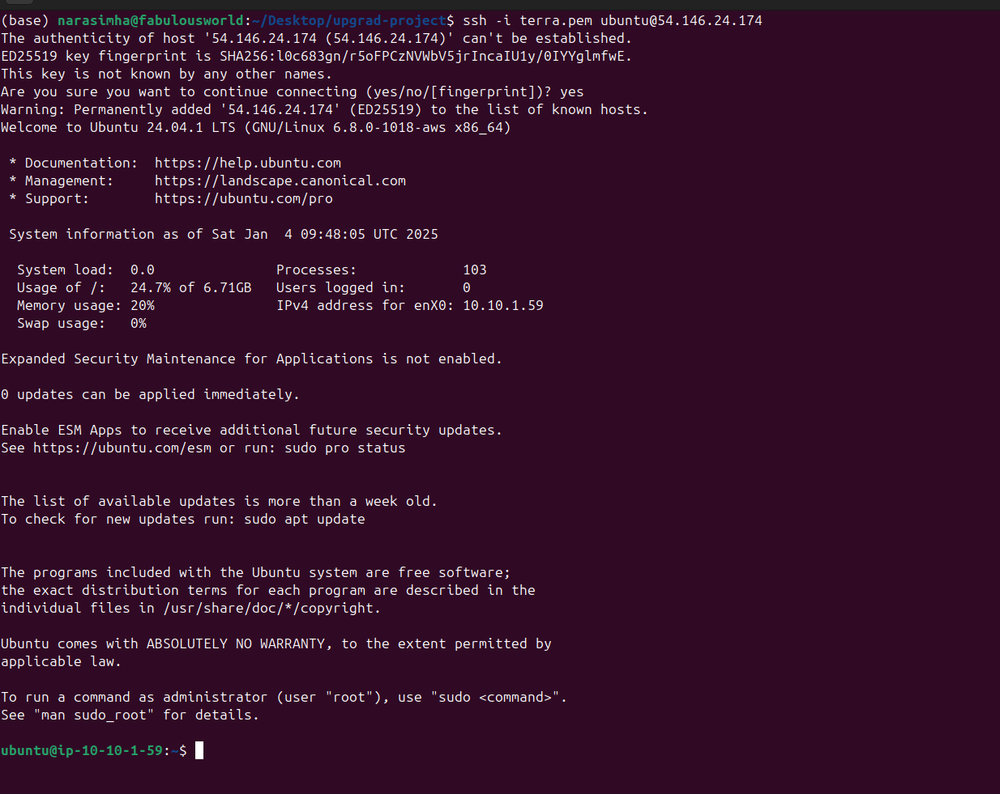 (base) narasimha@fabulousworld:~/Desktop/upgrad-project$ ssh -i terra.pem ubuntu@54.146.24.174
The authenticity of host '54.146.24.174 (54.146.24.174)' can't be established.
ED25519 key fingerprint is SHA256:l0c683gn/r5oFPCzNVWbV5jrIncaIU1y/0IYYglmfwE.
This key is not known by any other names.
Are you sure you want to continue connecting (yes/no/[fingerprint])? yes
Warning: Permanently added '54.146.24.174' (ED25519) to the list of known hosts.
Welcome to Ubuntu 24.04.1 LTS (GNU/Linux 6.8.0-1018-aws x86_64)

 * Documentation:  https://help.ubuntu.com
 * Management:     https://landscape.canonical.com
 * Support:        https://ubuntu.com/pro

 System information as of Sat Jan  4 09:48:05 UTC 2025

  System load:  0.0               Processes:             103
  Usage of /:   24.7% of 6.71GB   Users logged in:       0
  Memory usage: 20%               IPv4 address for enX0: 10.10.1.59
  Swap usage:   0%

Expanded Security Maintenance for Applications is not enabled.

0 updates can be applied immediately.

Enable ESM Apps to receive additional future security updates.
See https://ubuntu.com/esm or run: sudo pro status

The list of available updates is more than a week old.
To check for new updates run: sudo apt update

The programs included with the Ubuntu system are free software;
the exact distribution terms for each program are described in the
individual files in /usr/share/doc/*/copyright.

Ubuntu comes with ABSOLUTELY NO WARRANTY, to the extent permitted by
applicable law.

To run a command as administrator (user "root"), use "sudo <command>".
See "man sudo_root" for details.

ubuntu@ip-10-10-1-59:~$